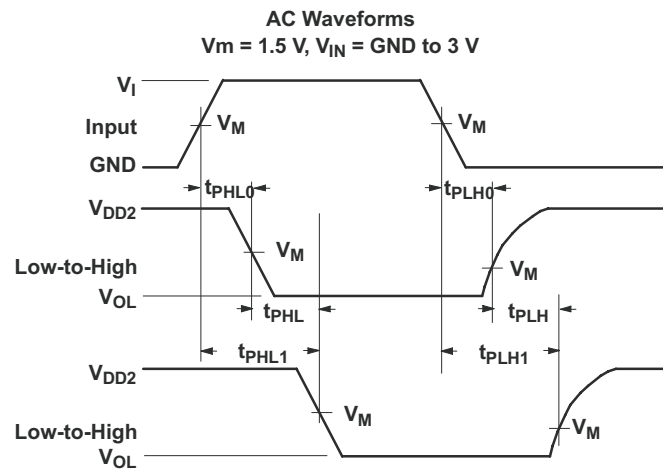 AC Waveforms
Vm = 1.5 V, VIN = GND to 3 V
VI
Input
VM
VM
GND
tPHL0
tPLH0
VDD2
Low-to-High
VM
VM
VOL
tPHL
tPLH
tPHL1
tPLH1
VDD2
Low-to-High
VM
VM
VOL